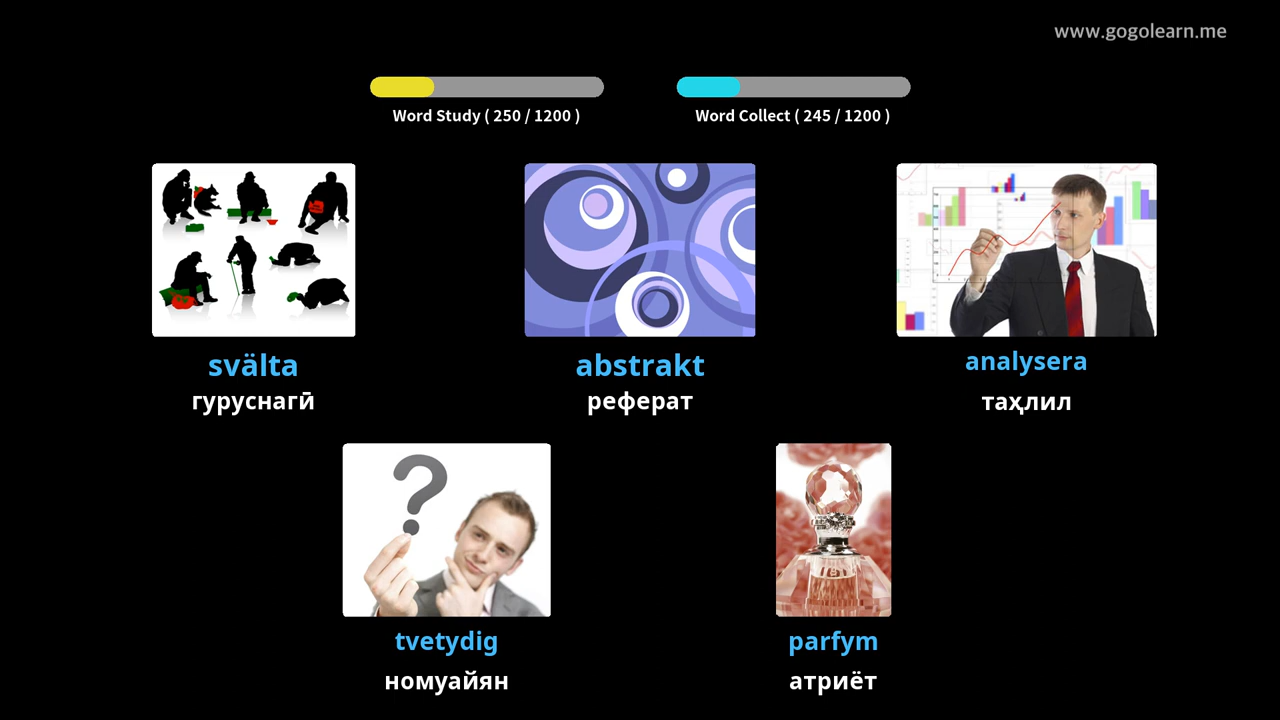 www.gogolearn.me
Word Study ( 250 / 1200 )
Word Collect ( 245 / 1200 )
svälta
гуруснагӣ
abstrakt
реферат
analysera
таҳлил
tvetydig
номуайян
parfym
атриёт